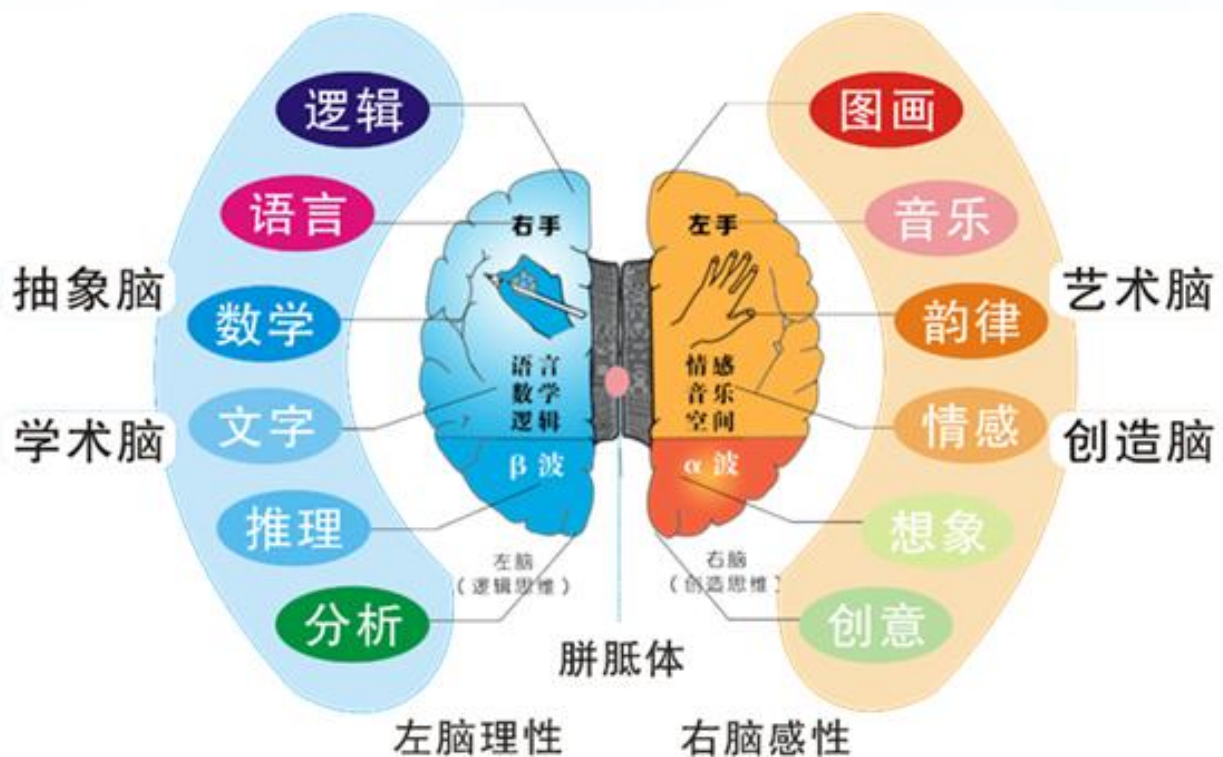 逻辑
语言
数学
文字
推理
分析
抽象脑
学术脑
右手
语言
数学
逻辑
β波
左脑
（逻辑思维）
左手
情感
音乐
空间
α波
右脑
（创造思维）
图画
音乐
韵律
情感
想象
创意
艺术脑
创造脑
胼胝体
左脑理性
右脑感性